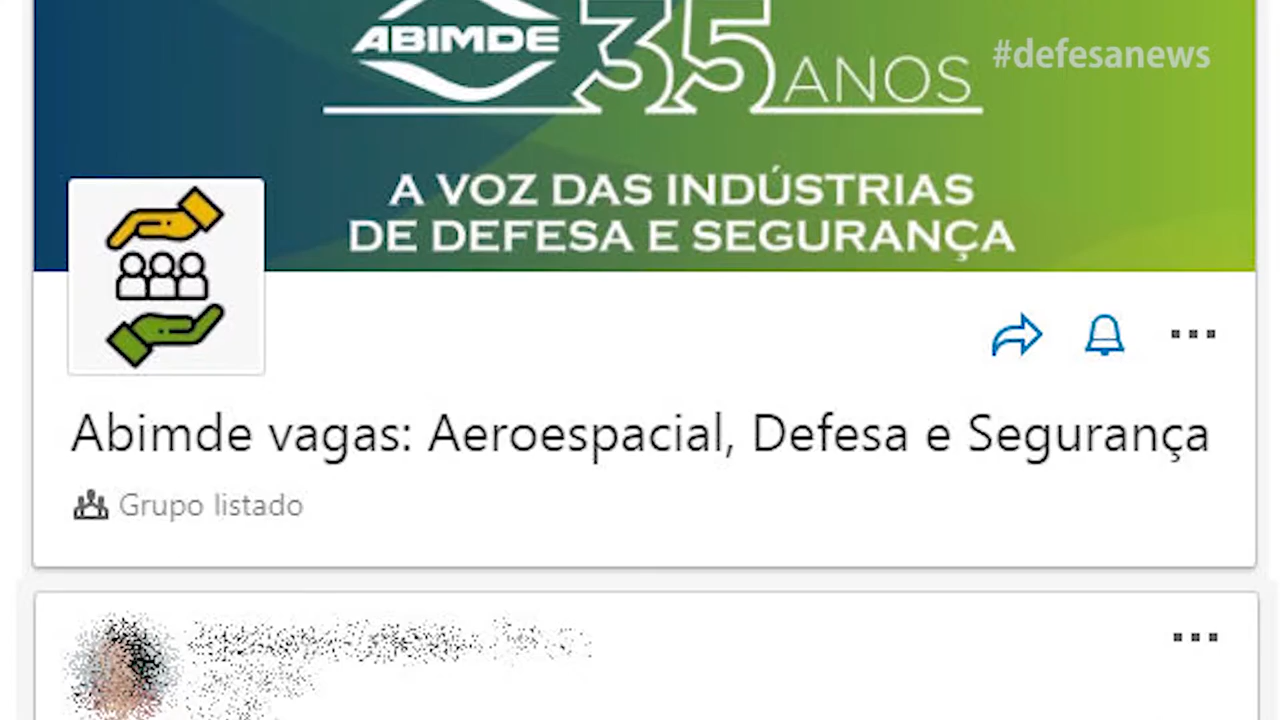 ABIMDE 35 ANOS
#defesanews
A VOZ DAS INDÚSTRIAS
DE DEFESA E SEGURANÇA
Abimde vagas: Aeroespacial, Defesa e Segurança
Grupo listado